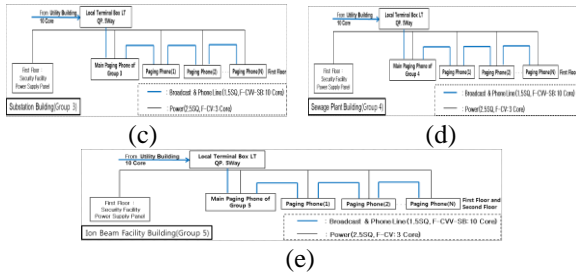 From Utility Building
10 Core
Local Terminal Box LT
QP. 3Way
First Floor :
Security Facility
Power Supply Panel
Main Paging Phone of
Group 3
Paging Phone(1)
Paging Phone(2)
Paging Phone(N)
First Floor
: Broadcast & Phone Line(1.5SQ, F-CVV-SB: 10 Core)
: Power(2.5SQ, F-CV: 3 Core)
Substation Building(Group 3)
(c)
From Utility Building
10 Core
Local Terminal Box LT
QP. 3Way
First Floor :
Security Facility
Power Supply Panel
Main Paging Phone of
Group 4
Paging Phone(1)
Paging Phone(2)
Paging Phone(N)
First Floor
: Broadcast & Phone Line(1.5SQ, F-CVV-SB: 10 Core)
: Power(2.5SQ, F-CV: 3 Core)
Sewage Plant Building(Group 4)
(d)
From Utility Building
10 Core
Local Terminal Box LT
QP. 5Way
First Floor :
Security Facility
Power Supply Panel
Main Paging Phone of
Group 5
Paging Phone(1)
Paging Phone(2)
Paging Phone(N)
First Floor and
Second Floor
: Broadcast & Phone Line(1.5SQ, F-CVV-SB: 10 Core)
: Power(2.5SQ, F-CV: 3 Core)
Ion Beam Facility Building(Group 5)
(e)